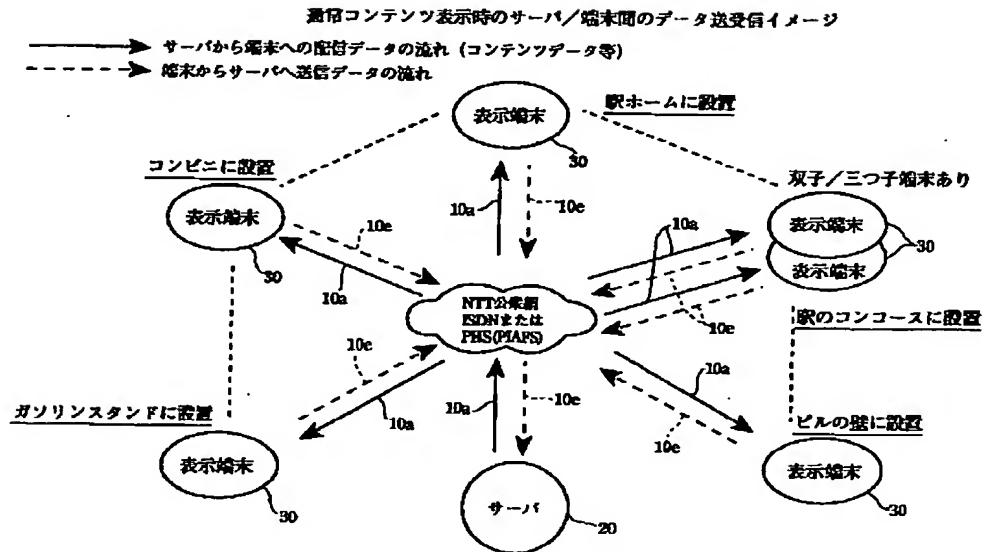 通常コンテンツ表示時のサーバ／端末間のデータ送受信イメージ
サーバから端末への配信データの流れ（コンテンツデータ等）
端末からサーバへ送信データの流れ
表示端末
30
駅ホームに設置
コンビニに設置
表示端末
30
双子／三つ子端末あり
表示端末
表示端末
30
10a
10e
10e
10a
10a
10e
NTT公衆網
ISDNまたは
PHS(PIAFS)
駅のコンコースに設置
10e
10a
10a
10e
10a
10e
ガソリンスタンドに設置
表示端末
30
サーバ
20
ビルの壁に設置
表示端末
30